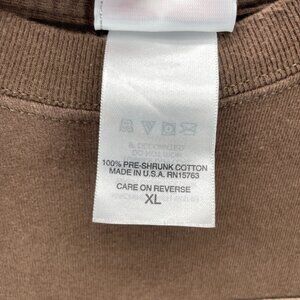 100% PRE-SHRUNK COTTON
MADE IN U.S.A. RN15763
CARE ON REVERSE
XL